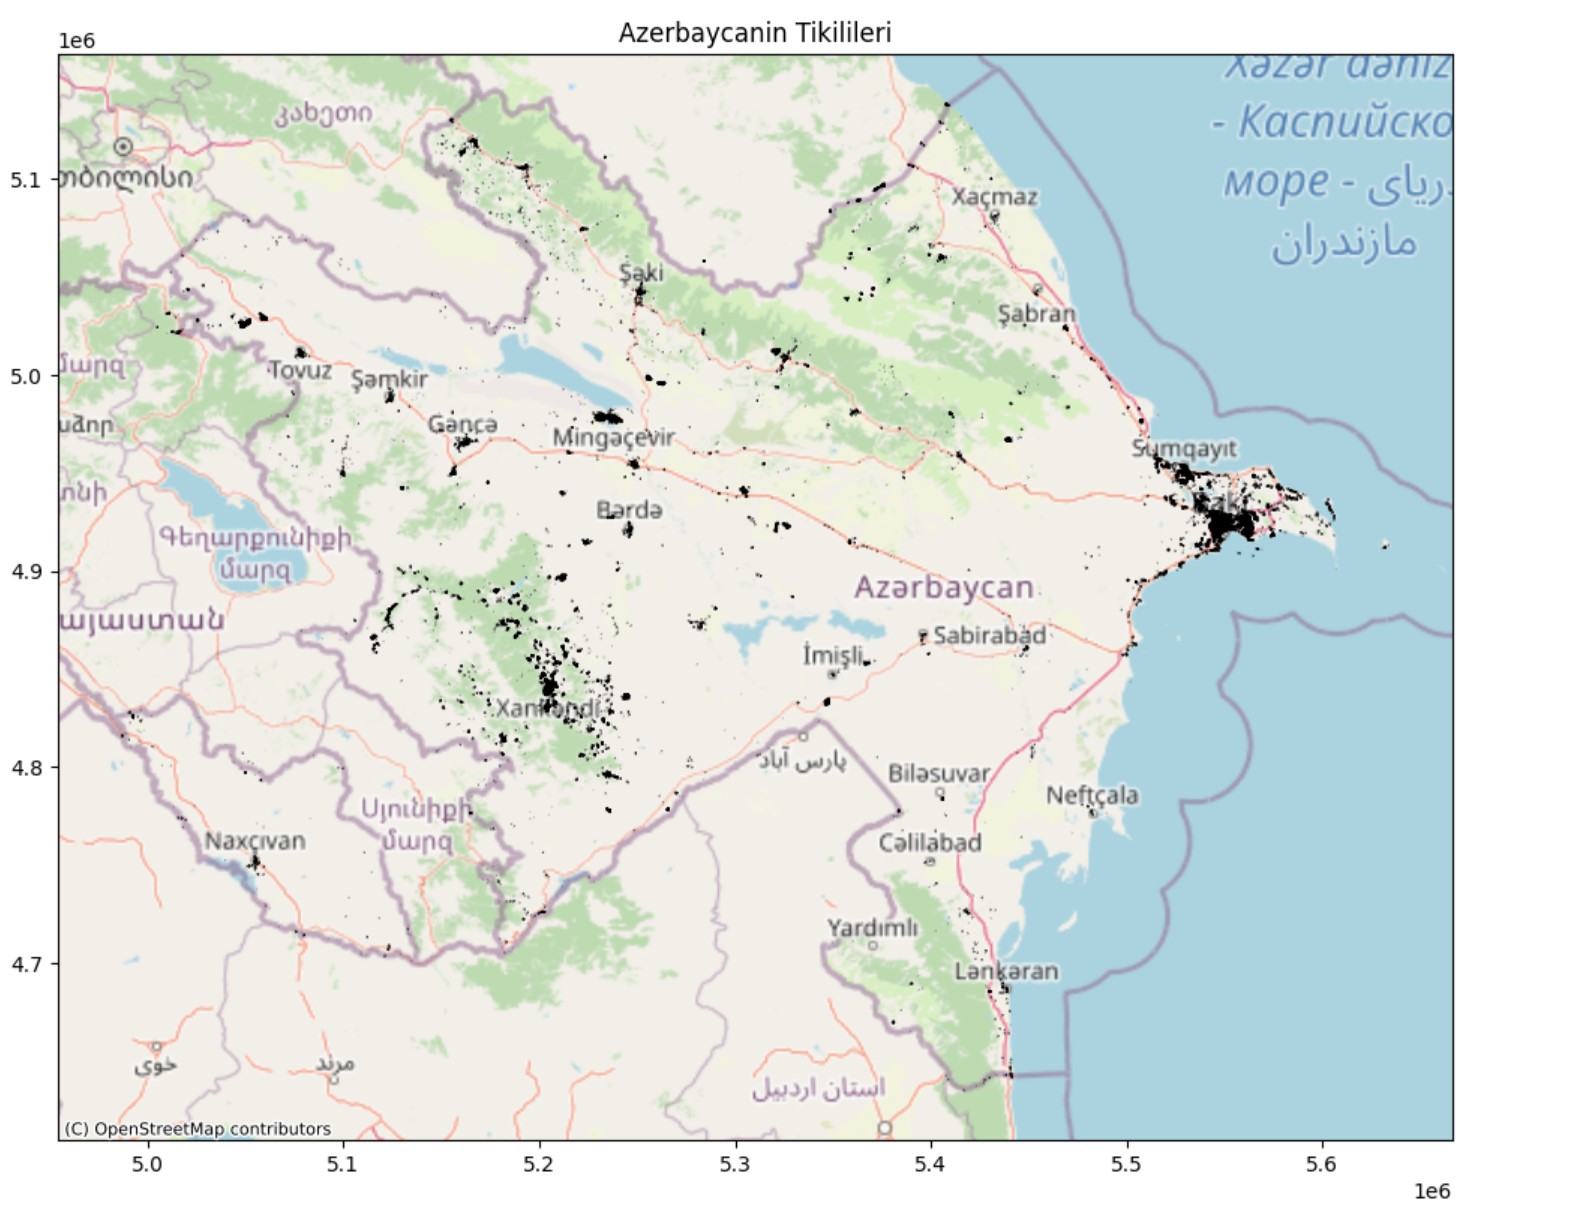 Azerbaycanin Tikilileri
1e6
Xəzər dəniz
- Каспийско
море - دریای
مازندران
კახეთი
თბილისი
5.1
Xaçmaz
Şəki
Şabran
5.0
Tovuz
Şəmkir
մարզ
Gəncə
Mingəçevir
Sumqayıt
Bərdə
Գեղարքունիքի
մարզ
4.9
Azərbaycan
այաստան
Sabirabad
İmişli
Xankəndi
4.8
پارس آباد
Biləsuvar
Neftçala
Սյունիքի
մարզ
Naxçıvan
Cəlilabad
Yardımlı
4.7
Lənkəran
خوی
مرند
استان اردبیل
(C) OpenStreetMap contributors
5.0
5.1
5.2
5.3
5.4
5.5
5.6
1e6